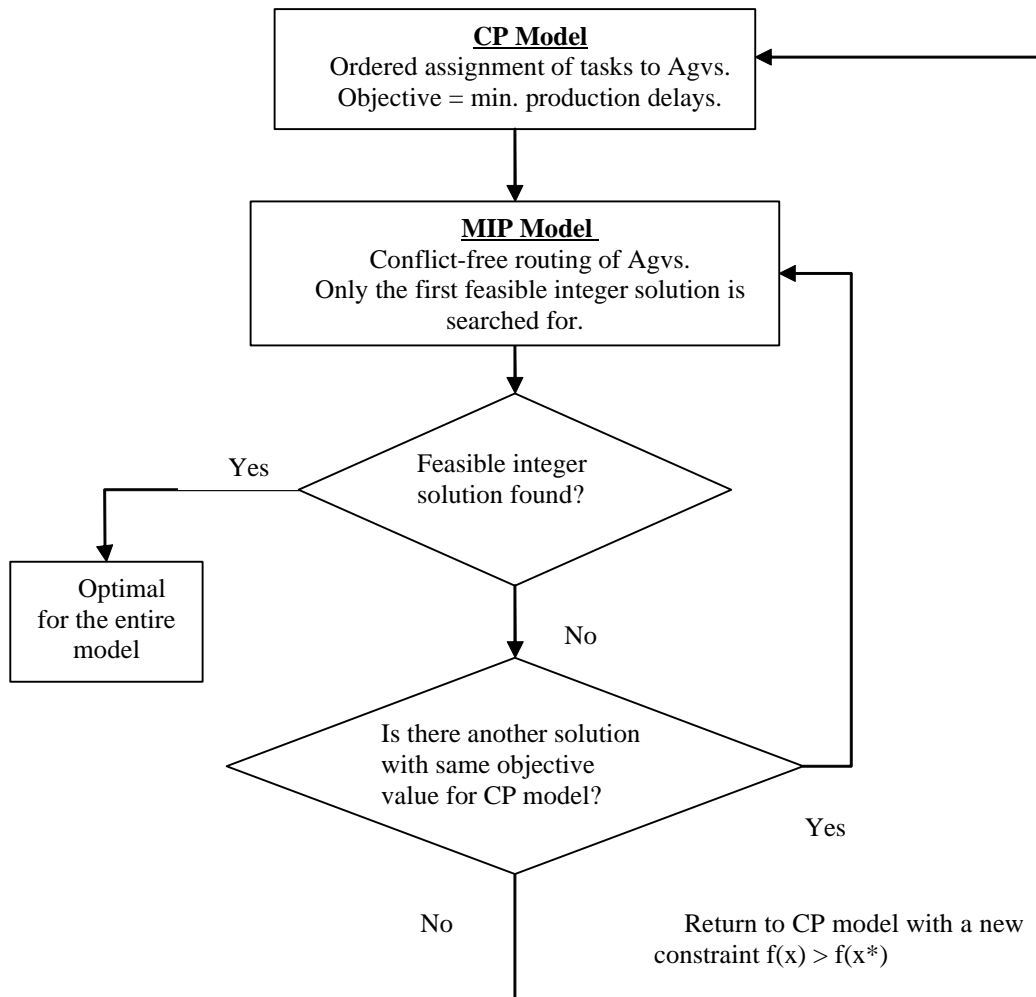 CP Model
Ordered assignment of tasks to Agvs.
Objective = min. production delays.
MIP Model
Conflict-free routing of Agvs.
Only the first feasible integer solution is
searched for.
Yes
Feasible integer
solution found?
Optimal
for the entire
model
No
Is there another solution
with same objective
value for CP model?
Yes
No
Return to CP model with a new
constraint f(x) > f(x*)